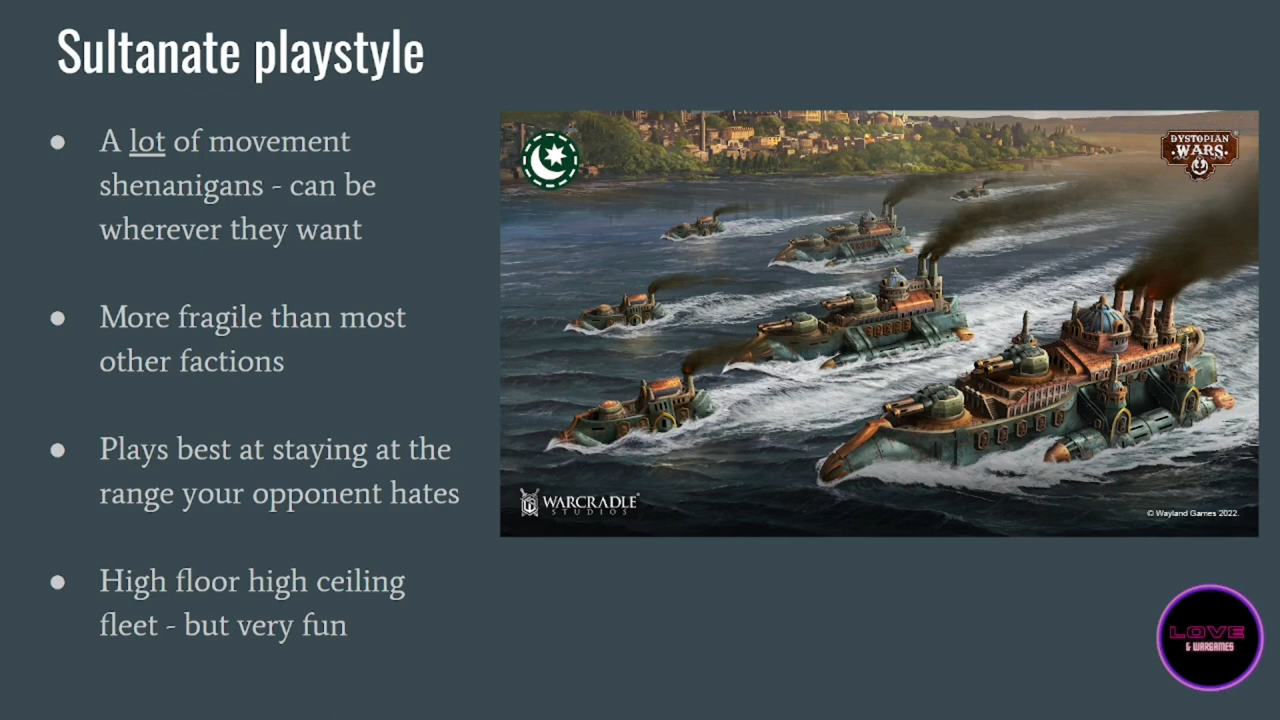 Sultanate playstyle
● A lot of movement
shenanigans - can be
wherever they want
● More fragile than most
other factions
● Plays best at staying at the
range your opponent hates
● High floor high ceiling
fleet - but very fun
DYSTOPIAN
WARS
WARCRADLE
STUDIOS
© Wayland Games 2022.
LOVE
& WARGAMES